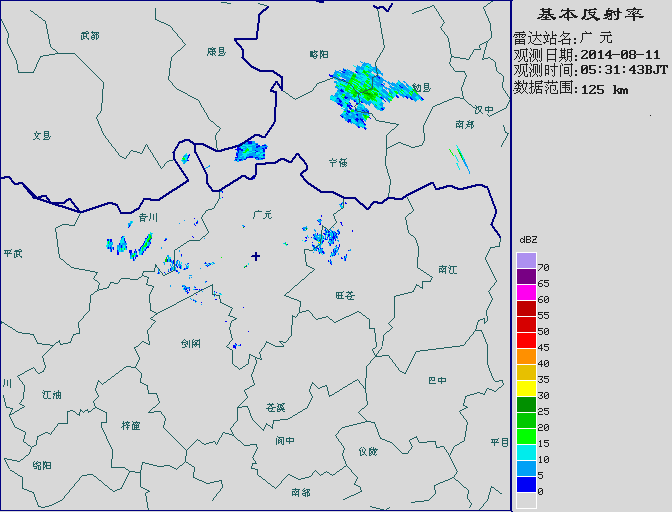 基本反射率
雷达站名:广 元
观测日期:2014-08-11
观测时间:05:31:43BJT
数据范围:125 km
武都
康县
略阳
勉县
汉中
南郑
文县
宁强
青川
广元
平武
南江
旺苍
剑阁
川
江油
巴中
苍溪
梓潼
阆中
仪陇
平昌
绵阳
南部
dBZ
70
65
60
55
50
45
40
35
30
25
20
15
10
5
0